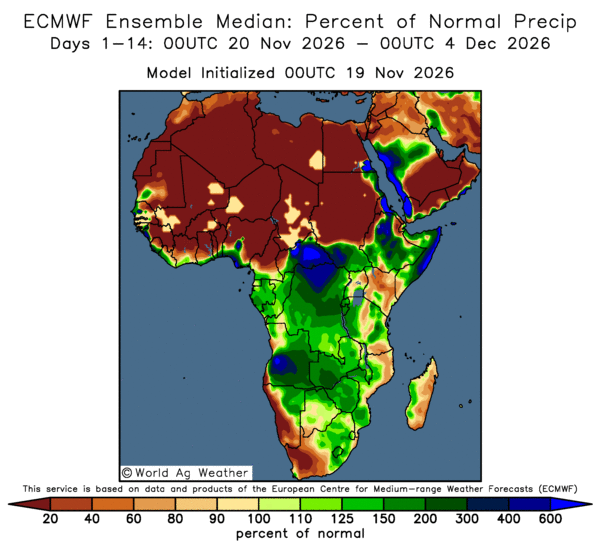 ECMWF Ensemble Median: Percent of Normal Precip
Days 1-14: 00UTC 20 Nov 2026 - 00UTC 4 Dec 2026
Model Initialized 00UTC 19 Nov 2026
© World Ag Weather
This service is based on data and products of the European Centre for Medium-range Weather Forecasts (ECMWF)
20 40 60 80 90 100 110 125 150 200 300 400 600
percent of normal